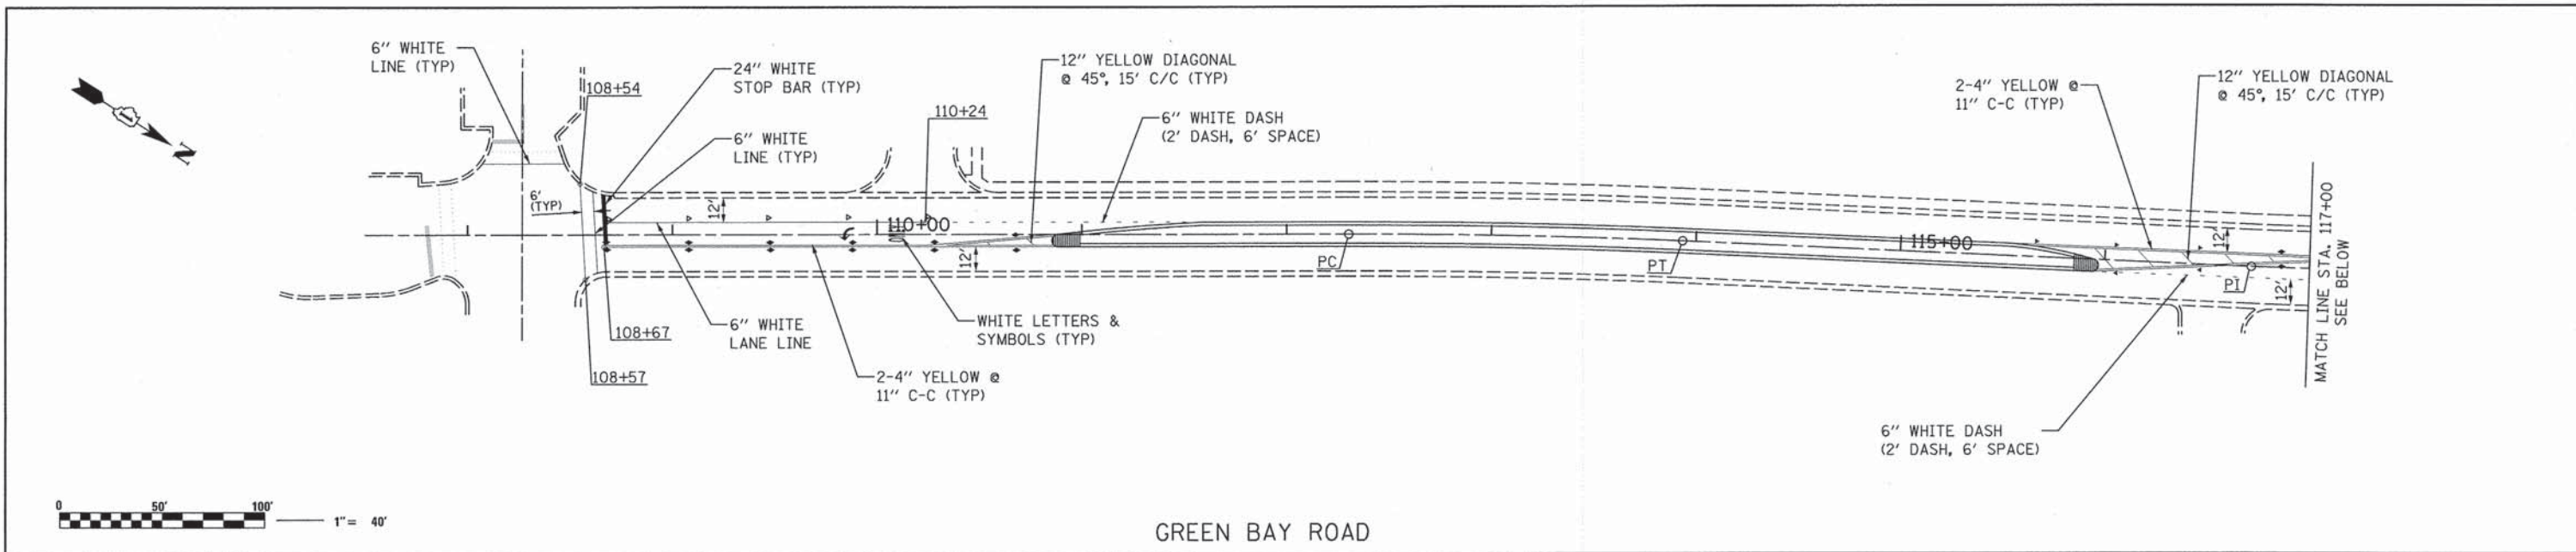 6" WHITE
LINE (TYP)
24" WHITE
STOP BAR (TYP)
108+54
6" WHITE
LINE (TYP)
110+24
12" YELLOW DIAGONAL
@ 45°, 15' C/C (TYP)
6" WHITE DASH
(2' DASH, 6' SPACE)
2-4" YELLOW @
11" C-C (TYP)
12" YELLOW DIAGONAL
@ 45°, 15' C/C (TYP)
N
6'
(TYP)
12'
110+00
12'
PC
PT
115+00
12'
PI
12'
MATCH LINE STA. 117+00
SEE BELOW
108+67
6" WHITE
LANE LINE
WHITE LETTERS &
SYMBOLS (TYP)
108+57
2-4" YELLOW @
11" C-C (TYP)
6" WHITE DASH
(2' DASH, 6' SPACE)
0 50' 100'
1"= 40'
GREEN BAY ROAD